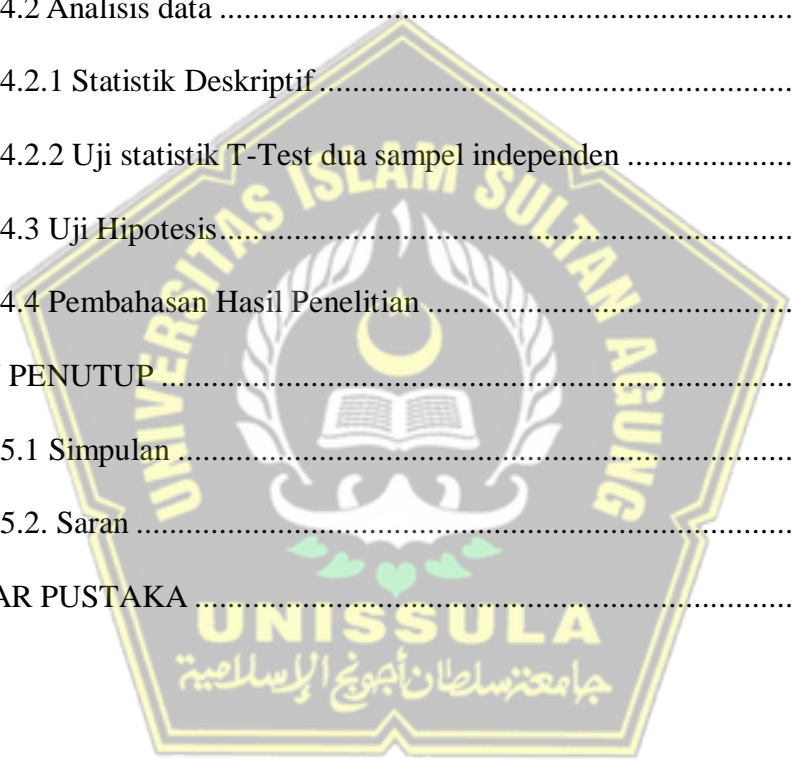 4.2 Analisis data ....................................................................
4.2.1 Statistik Deskriptif ........................................................
4.2.2 Uji statistik T-Test dua sampel independen ...................
4.3 Uji Hipotesis ....................................................................
4.4 Pembahasan Hasil Penelitian ..........................................
PENUTUP ............................................................................
5.1 Simpulan .........................................................................
5.2. Saran ..............................................................................
AR PUSTAKA ......................................................................
UNIVERSITAS ISLAM SULTAN AGUNG
UNISSULA
جامعة سلطان أجونج الإسلامية